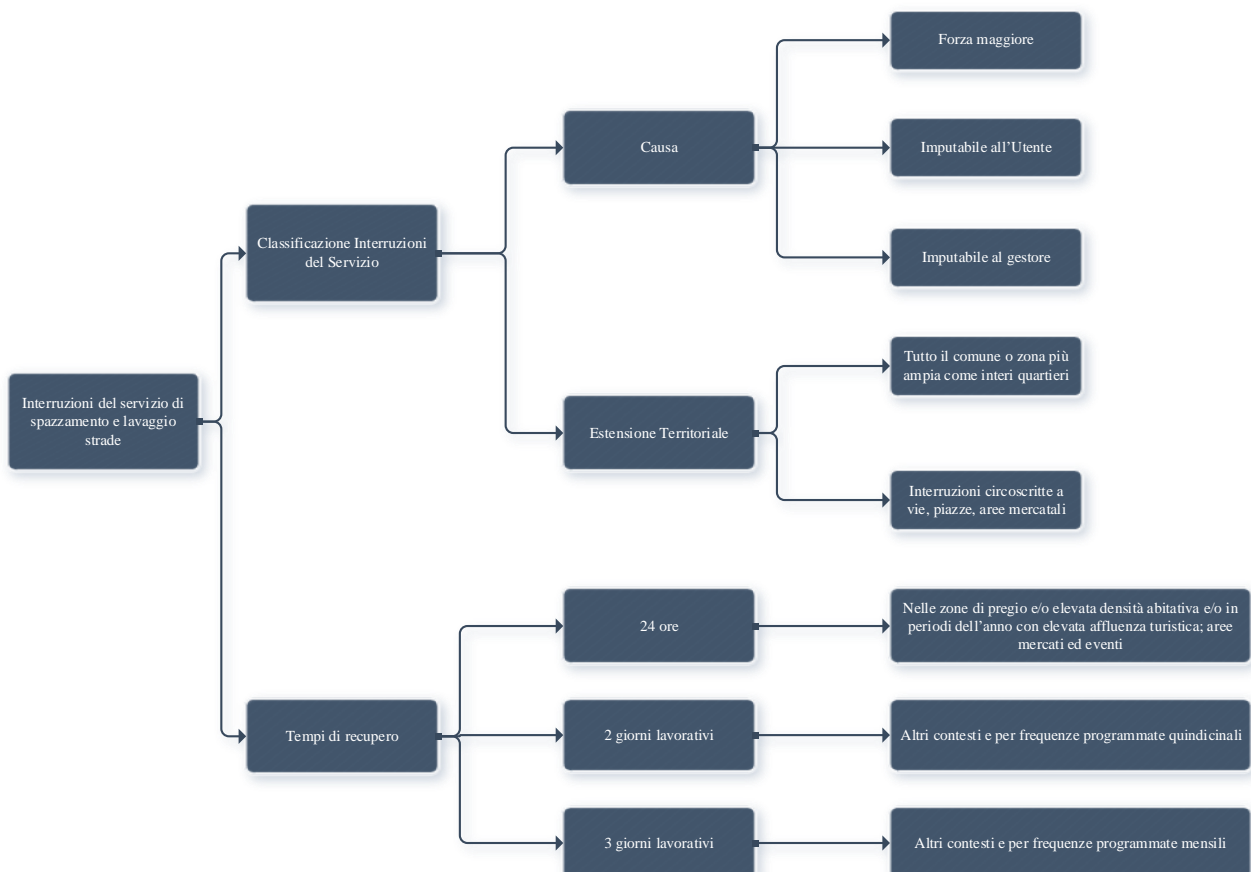 Interruzioni del servizio di
spazzamento e lavaggio
strade
Classificazione Interruzioni
del Servizio
Causa
Forza maggiore
Imputabile all’Utente
Imputabile al gestore
Estensione Territoriale
Tutto il comune o zona più
ampia come interi quartieri
Interruzioni circoscritte a
vie, piazze, aree mercatali
Tempi di recupero
24 ore
Nelle zone di pregio e/o elevata densità abitativa e/o in
periodi dell’anno con elevata affluenza turistica; aree
mercati ed eventi
2 giorni lavorativi
Altri contesti e per frequenze programmate quindicinali
3 giorni lavorativi
Altri contesti e per frequenze programmate mensili